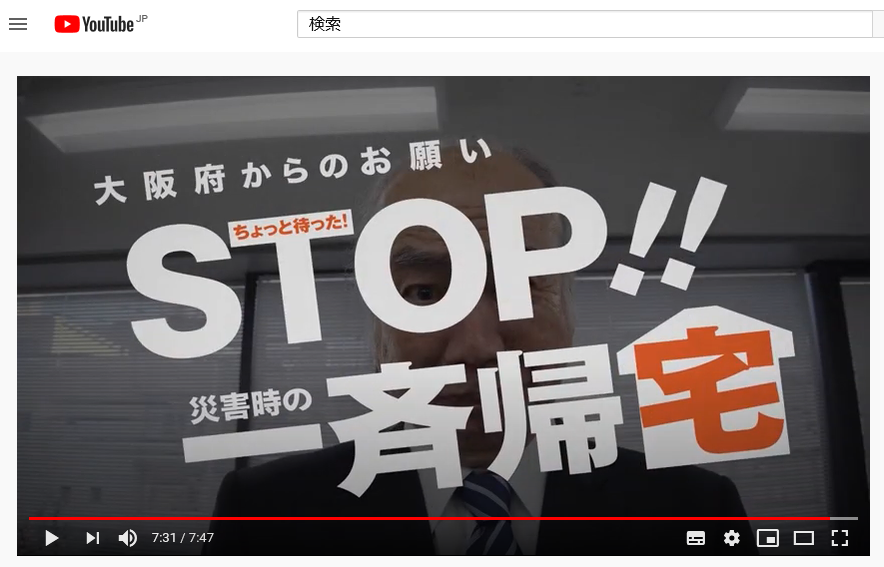 YouTube JP
検索
大阪府からのお願い
ちょっと待った!
STOP!!
災害時の
一斉帰宅
7:31 / 7:47